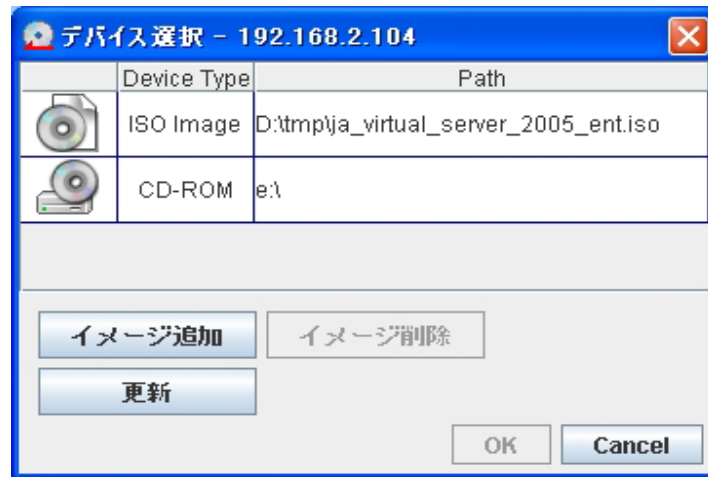 デバイス選択 - 192.168.2.104
Device Type Path
ISO Image D:\tmp\ja_virtual_server_2005_ent.iso
CD-ROM e:\
イメージ追加 イメージ削除
更新
OK Cancel